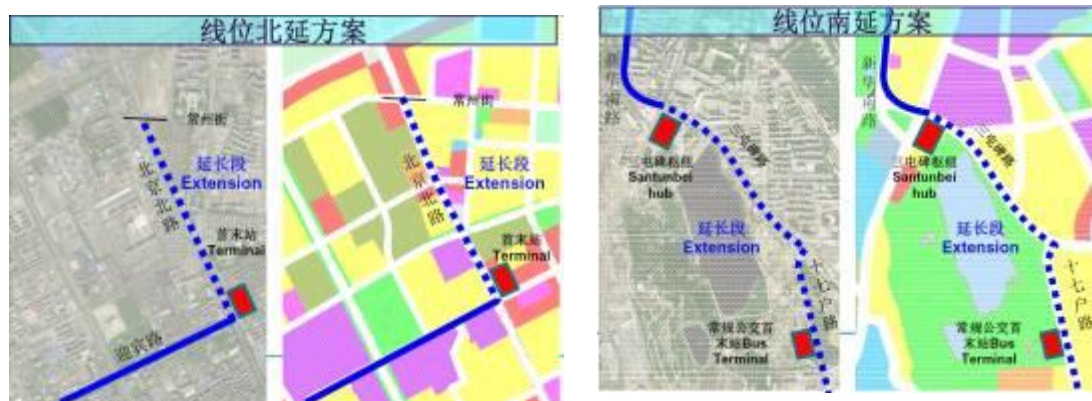 线位北延方案
常州街
北京北路
延长段
Extension
首末站
Terminal
迎宾路
常州街
北京北路
延长段
Extension
首末站
Terminal
线位南延方案
新华南路
三屯碑路
三屯碑枢纽
Santunbei
hub
延长段
Extension
十七户路
常规公交首
末站Bus
Terminal
新华南路
三屯碑路
三屯碑枢纽
Santunbei
hub
延长段
Extension
十七户路
常规公交首
末站Bus
Terminal